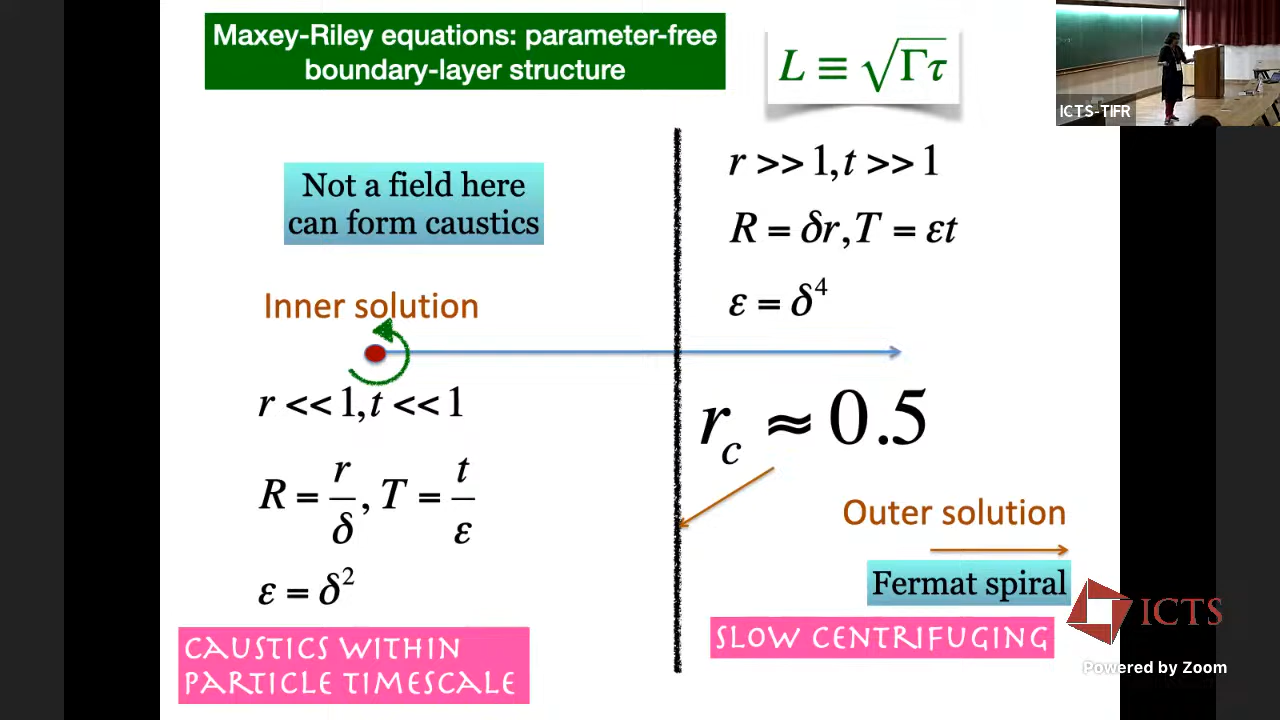 Maxey-Riley equations: parameter-free
boundary-layer structure
L ≡ √Γτ
ICTS-TIFR
Not a field here
can form caustics
r >> 1, t >> 1
R = δr, T = εt
ε = δ⁴
Inner solution
r << 1, t << 1
R = r/δ, T = t/ε
ε = δ²
CAUSTICS WITHIN
PARTICLE TIMESCALE
r_c ≈ 0.5
Outer solution
Fermat spiral
SLOW CENTRIFUGING
ICTS
Powered by Zoom